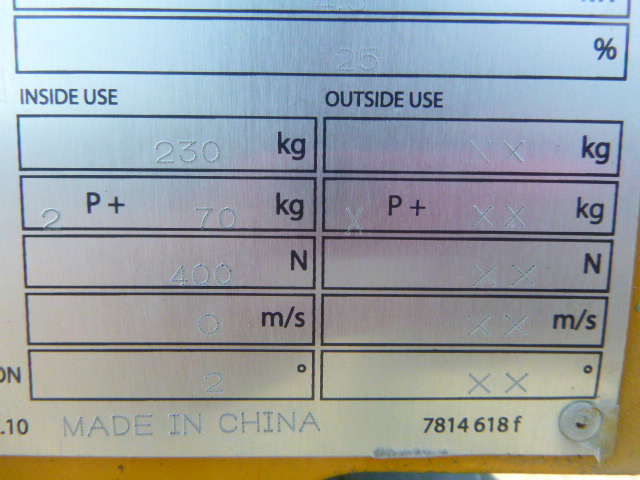 25 %
INSIDE USE OUTSIDE USE
230 kg XX kg
2 P+ 70 kg X P+ XX kg
400 N XX N
0 m/s XX m/s
2 ° XX °
.10 MADE IN CHINA 7814 618 f